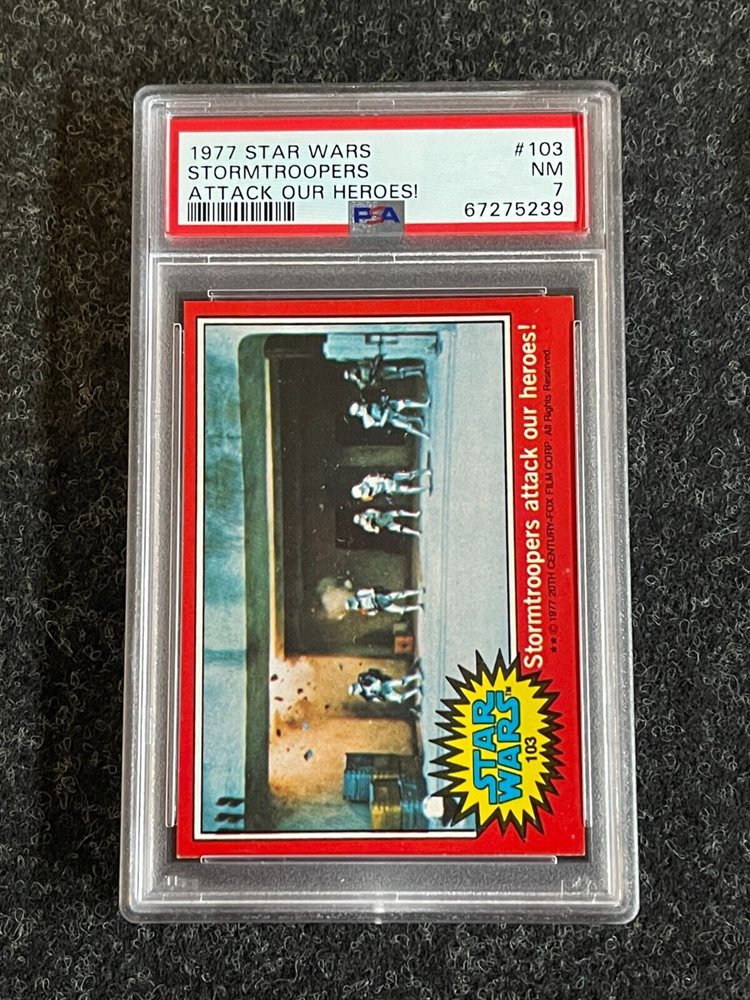 1977 STAR WARS #103
STORMTROOPERS NM
ATTACK OUR HEROES! 7
PSA 67275239
Stormtroopers attack our heroes!
★★ © 1977 20TH CENTURY-FOX FILM CORP. All Rights Reserved.
STAR
WARS™
103